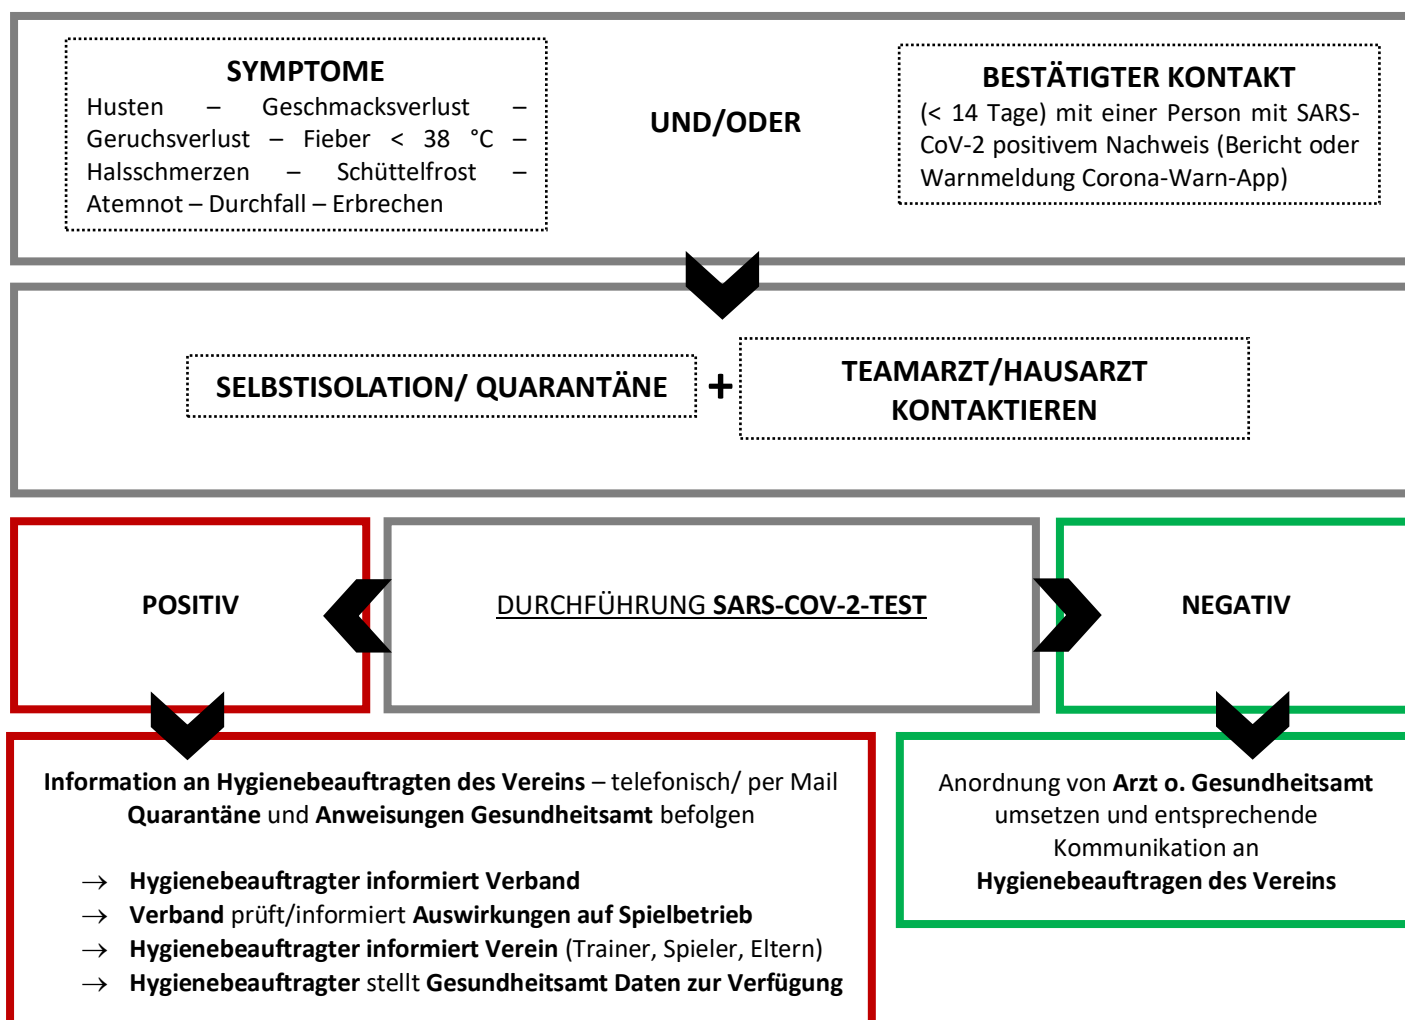 SYMPTOME
Husten – Geschmacksverlust –
Geruchsverlust – Fieber < 38 °C –
Halsschmerzen – Schüttelfrost –
Atemnot – Durchfall – Erbrechen
UND/ODER
BESTÄTIGTER KONTAKT
(< 14 Tage) mit einer Person mit SARS-
CoV-2 positivem Nachweis (Bericht oder
Warnmeldung Corona-Warn-App)
SELBSTISOLATION/ QUARANTÄNE
+
TEAMARZT/HAUSARZT
KONTAKTIEREN
POSITIV
DURCHFÜHRUNG SARS-COV-2-TEST
NEGATIV
Information an Hygienebeauftragten des Vereins – telefonisch/ per Mail
Quarantäne und Anweisungen Gesundheitsamt befolgen
→ Hygienebeauftragter informiert Verband
→ Verband prüft/informiert Auswirkungen auf Spielbetrieb
→ Hygienebeauftragter informiert Verein (Trainer, Spieler, Eltern)
→ Hygienebeauftragter stellt Gesundheitsamt Daten zur Verfügung
Anordnung von Arzt o. Gesundheitsamt
umsetzen und entsprechende
Kommunikation an
Hygienebeauftragen des Vereins